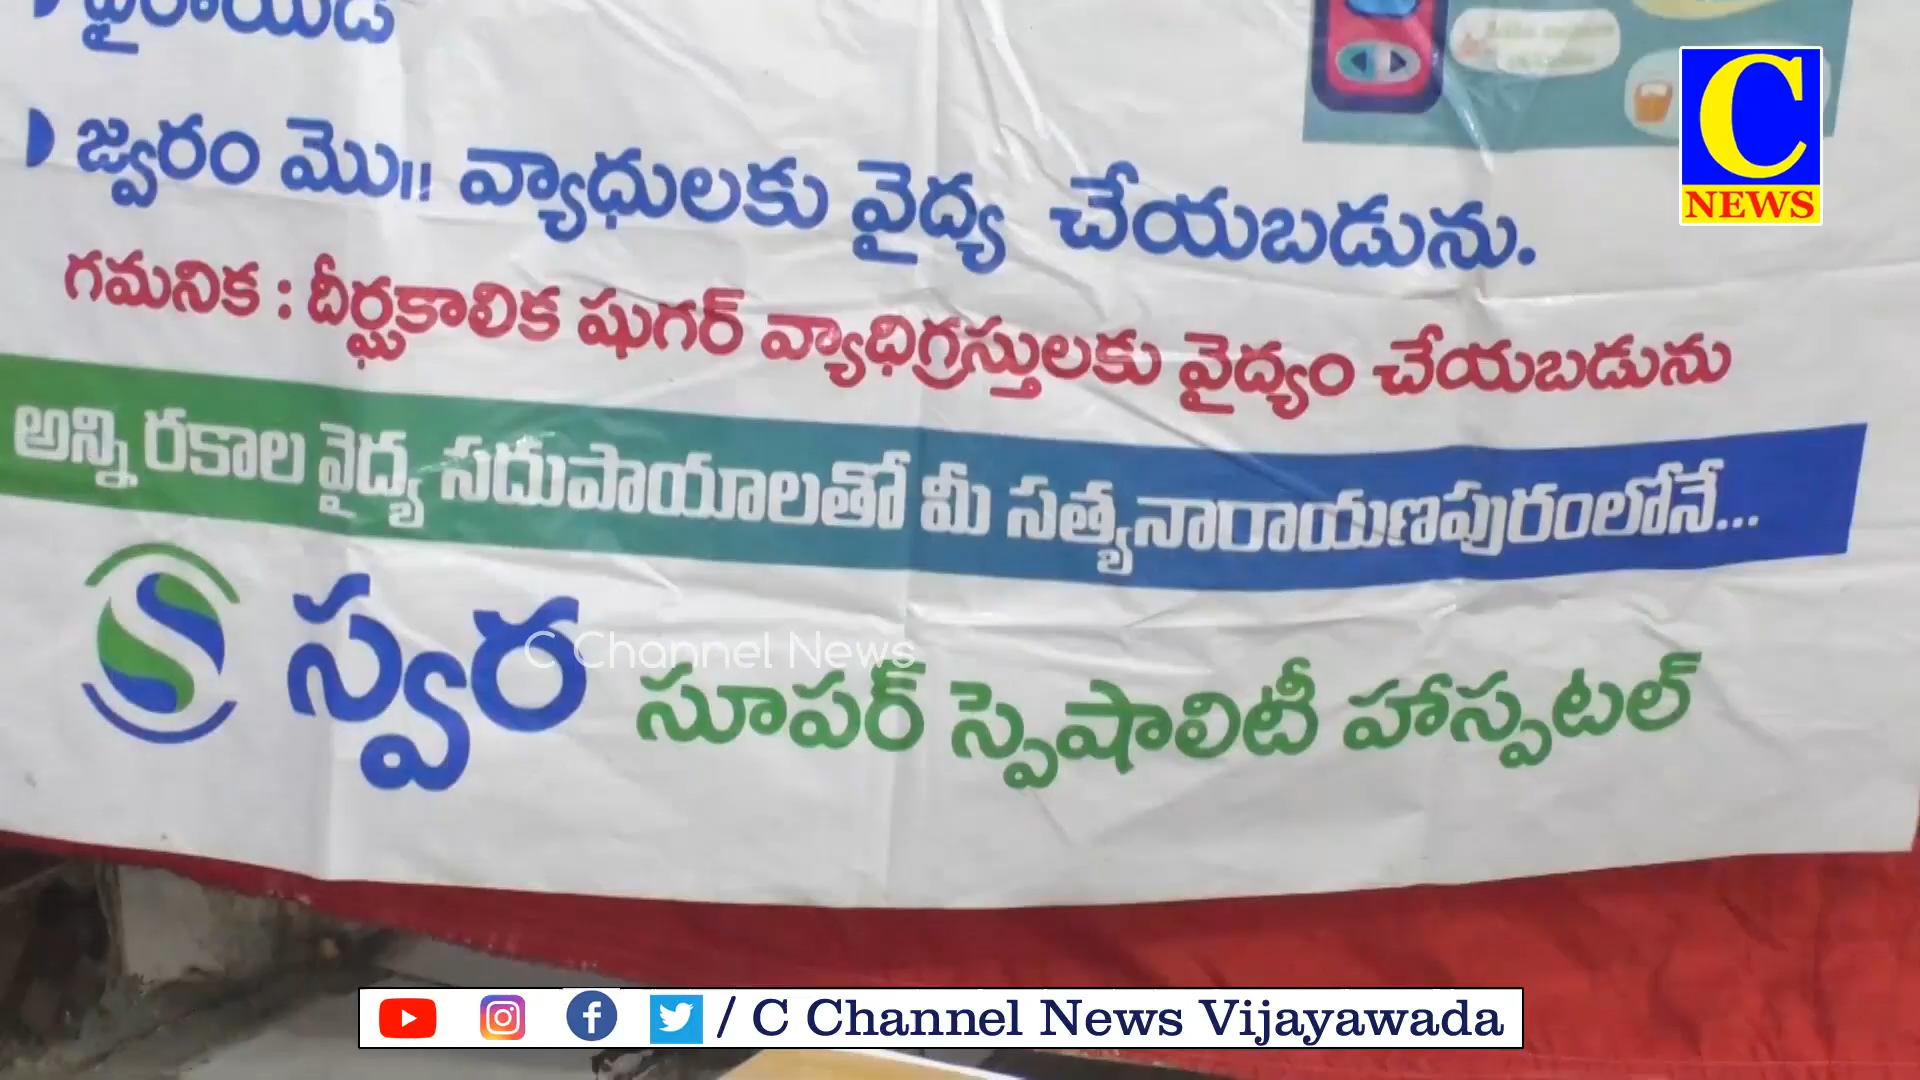 థైరాయిడ్
జ్వరం మొ॥ వ్యాధులకు వైద్య చేయబడును.
గమనిక : దీర్ఘకాలిక షుగర్ వ్యాధిగ్రస్తులకు వైద్యం చేయబడును
అన్ని రకాల వైద్య సదుపాయాలతో మీ సత్యనారాయణపురంలోనే...
S స్వర సూపర్ స్పెషాలిటీ హాస్పటల్
C Channel News
C
NEWS
/ C Channel News Vijayawada